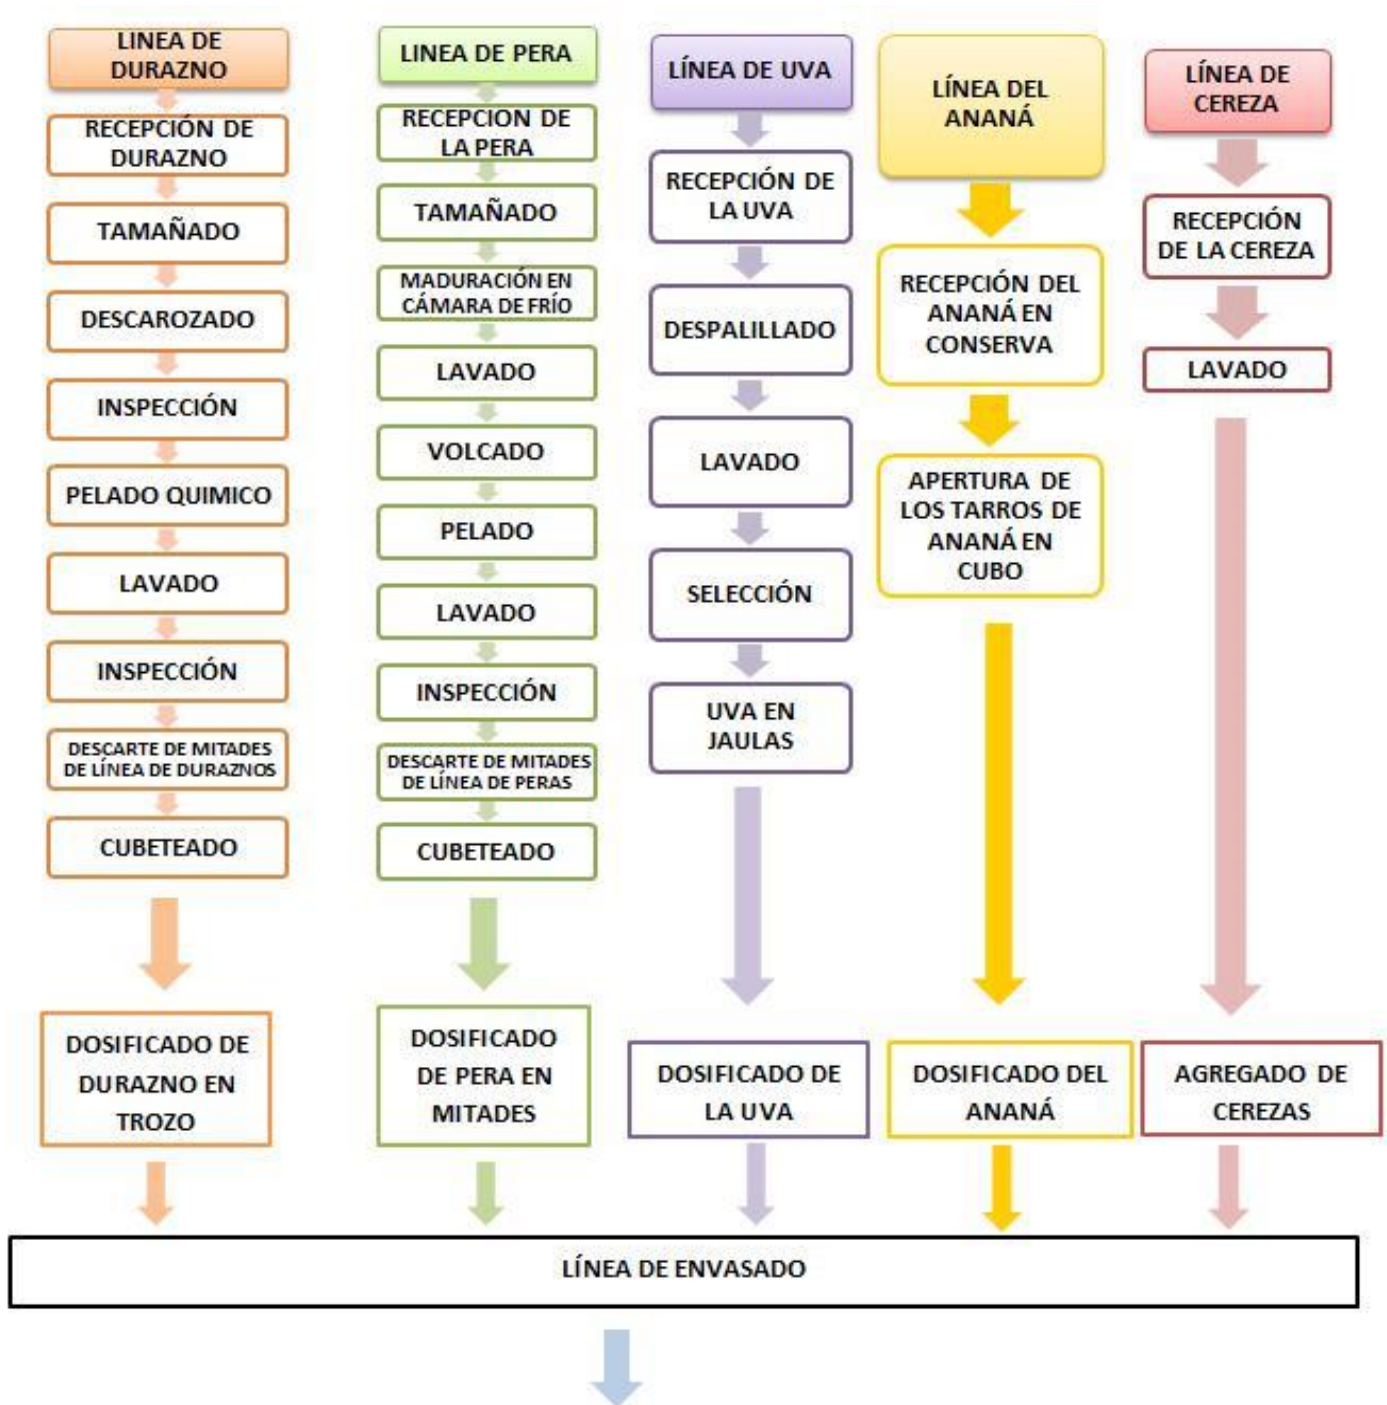 LINEA DE
DURAZNO
RECEPCIÓN DE
DURAZNO
TAMAÑADO
DESCAROZADO
INSPECCIÓN
PELADO QUIMICO
LAVADO
INSPECCIÓN
DESCARTE DE MITADES
DE LÍNEA DE DURAZNOS
CUBETEADO
DOSIFICADO DE
DURAZNO EN
TROZO
LINEA DE PERA
RECEPCION DE
LA PERA
TAMAÑADO
MADURACIÓN EN
CÁMARA DE FRÍO
LAVADO
VOLCADO
PELADO
LAVADO
INSPECCIÓN
DESCARTE DE MITADES
DE LÍNEA DE PERAS
CUBETEADO
DOSIFICADO
DE PERA EN
MITADES
LÍNEA DE UVA
RECEPCIÓN DE
LA UVA
DESPALILLADO
LAVADO
SELECCIÓN
UVA EN
JAULAS
DOSIFICADO DE
LA UVA
LÍNEA DEL
ANANÁ
RECEPCIÓN DEL
ANANÁ EN
CONSERVA
APERTURA DE
LOS TARROS DE
ANANÁ EN
CUBO
DOSIFICADO DEL
ANANÁ
LÍNEA DE
CEREZA
RECEPCIÓN
DE LA CEREZA
LAVADO
AGREGADO DE
CEREZAS
LÍNEA DE ENVASADO